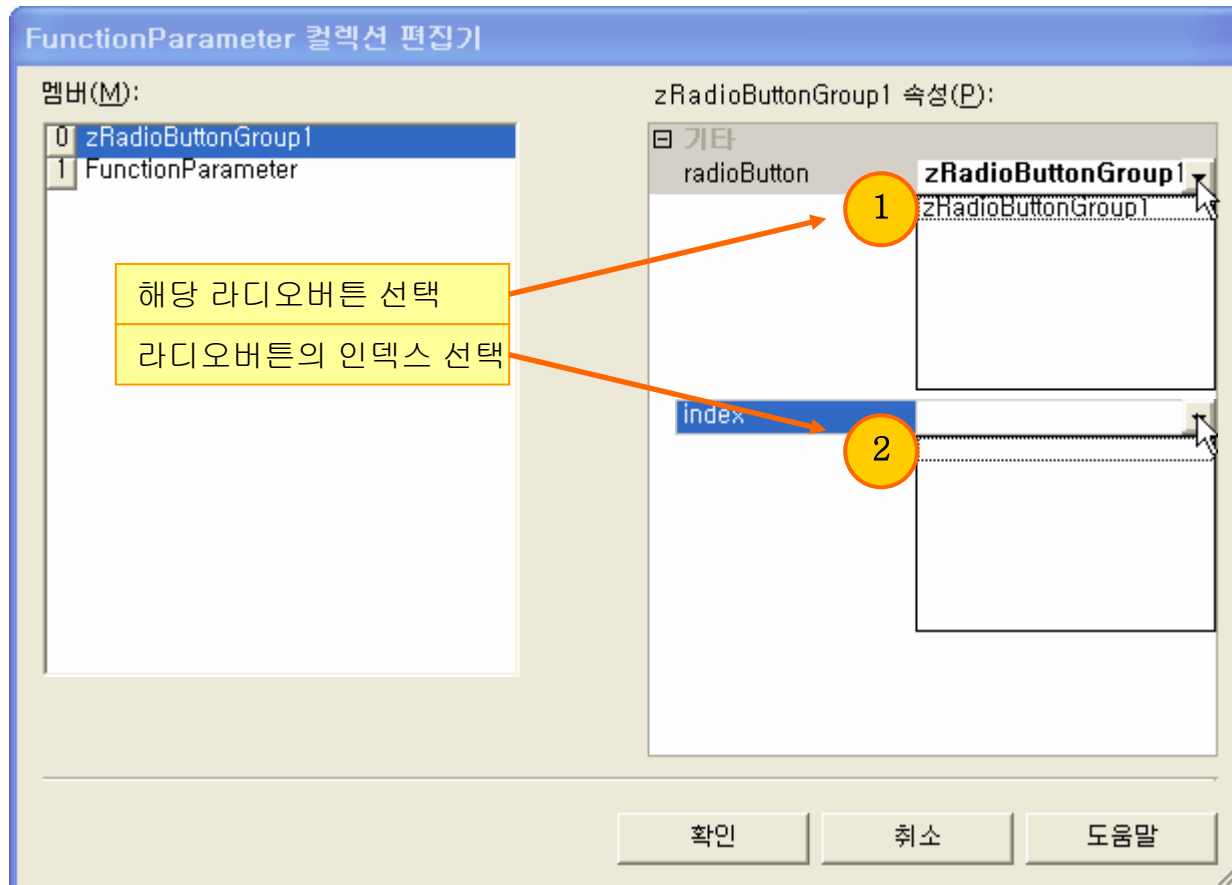 FunctionParameter 컬렉션 편집기
멤버(M):
0 zRadioButtonGroup1
1 FunctionParameter
zRadioButtonGroup1 속성(P):
기타
radioButton zRadioButtonGroup1
1
zRadioButtonGroup1
해당 라디오버튼 선택
라디오버튼의 인덱스 선택
index
2
확인 취소 도움말